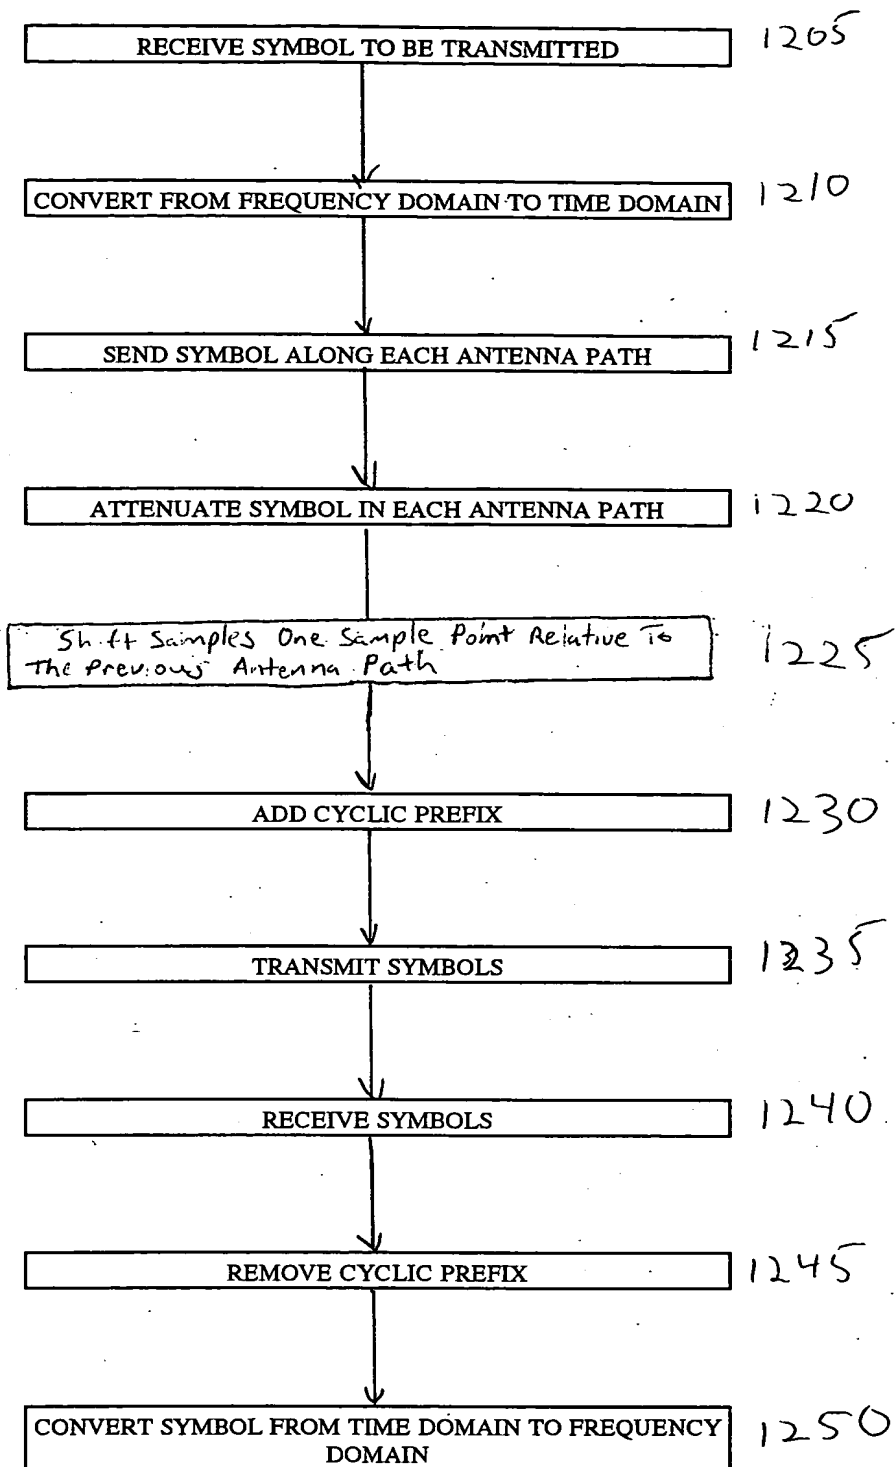 RECEIVE SYMBOL TO BE TRANSMITTED 1205
CONVERT FROM FREQUENCY DOMAIN TO TIME DOMAIN 1210
SEND SYMBOL ALONG EACH ANTENNA PATH 1215
ATTENUATE SYMBOL IN EACH ANTENNA PATH 1220
Shift Samples One Sample Point Relative To 1225
The Previous Antenna Path
ADD CYCLIC PREFIX 1230
TRANSMIT SYMBOLS 1235
RECEIVE SYMBOLS 1240
REMOVE CYCLIC PREFIX 1245
CONVERT SYMBOL FROM TIME DOMAIN TO FREQUENCY 1250
DOMAIN